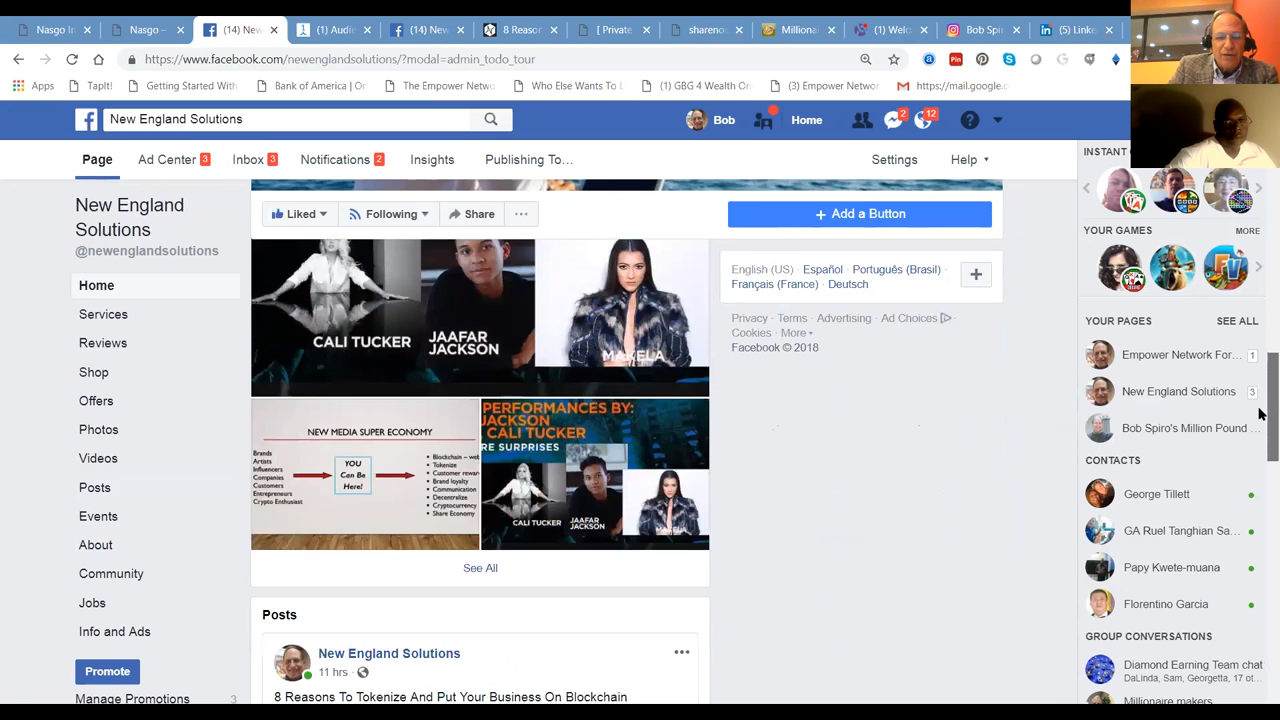 Nasgo In
Nasgo -
(14) New
(1) Audie
(14) New
8 Reason
[ Private
sharenod
Millionai
(1) Welc
Bob Spir
(5) Linke
https://www.facebook.com/newenglandsolutions/?modal=admin_todo_tour
Apps
TapIt!
Getting Started With
Bank of America | On
The Empower Netwo
Who Else Wants To L
(1) GBG 4 Wealth On
(3) Empower Networ
https://mail.google.c
New England Solutions
Bob
Home
2
12
Page
Ad Center 3
Inbox 3
Notifications 2
Insights
Publishing To...
Settings
Help
New England
Solutions
@newenglandsolutions
Home
Services
Reviews
Shop
Offers
Photos
Videos
Posts
Events
About
Community
Jobs
Info and Ads
Promote
Manage Promotions 3
Liked
Following
Share
...
+ Add a Button
CALI TUCKER
JAAFAR
JACKSON
MAKELA
NEW MEDIA SUPER ECONOMY
Brands
Artists
Influencers
Companies
Customers
Entrepreneurs
Crypto Enthusiast
YOU
Can Be
Here!
Tokenize
Customer rewar
Brand loyalty
Communication
Decentralize
Cryptocurrency
Share Economy
PERFORMANCES BY:
JACKSON
CALI TUCKER
RE SURPRISES
CALI TUCKER
JAAFAR
JACKSON
See All
Posts
New England Solutions
11 hrs
8 Reasons To Tokenize And Put Your Business On Blockchain
English (US) · Español · Português (Brasil) ·
Français (France) · Deutsch
Privacy · Terms · Advertising · Ad Choices ·
Cookies · More
Facebook © 2018
INSTANT
YOUR GAMES
MORE
YOUR PAGES
SEE ALL
Empower Network For... 1
New England Solutions 3
Bob Spiro's Million Pound ...
CONTACTS
George Tillett
GA Ruel Tanghian Sa...
Papy Kwete-muana
Florentino Garcia
GROUP CONVERSATIONS
Diamond Earning Team chat
DaLinda, Sam, Georgetta, 17 ot...
Millionaire makers